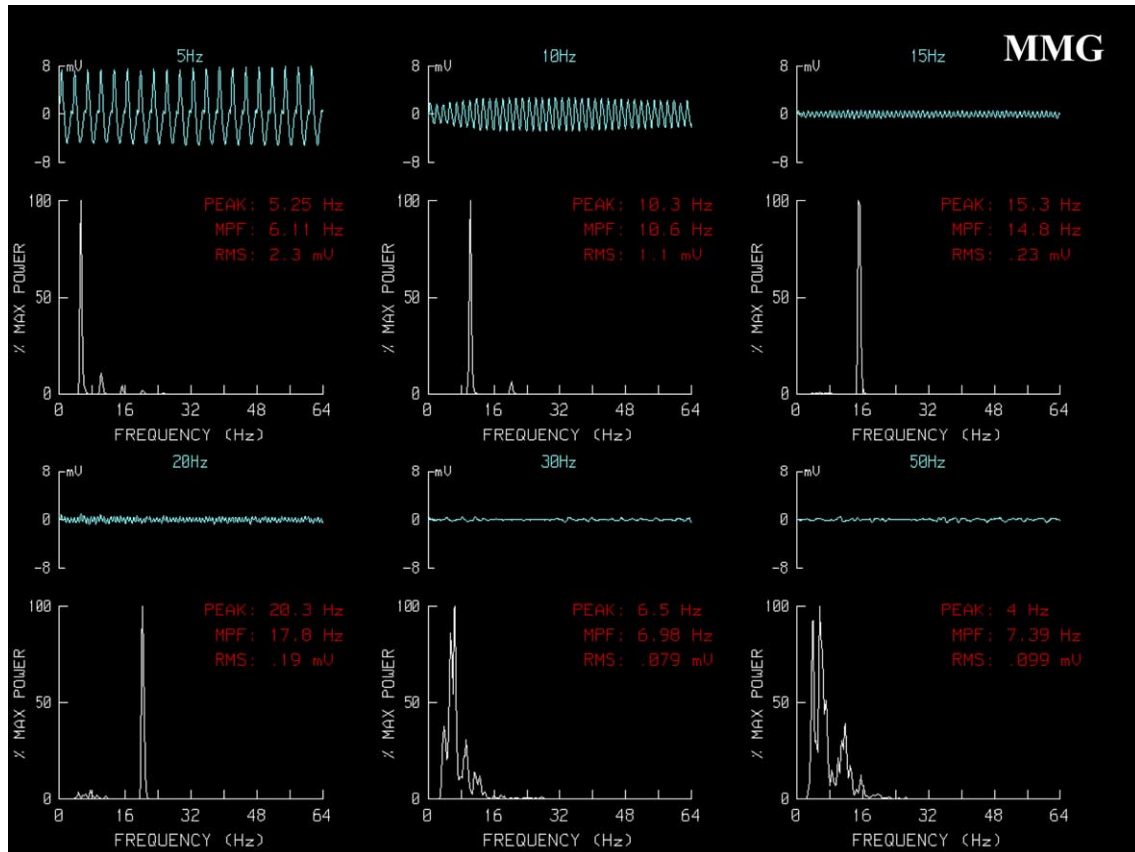 MMG
5Hz
8 mV
0
-8
100
PEAK: 5.25 Hz
MPF: 6.11 Hz
RMS: 2.3 mV
% MAX POWER
50
0
0 16 32 48 64
FREQUENCY (Hz)
10Hz
8 mV
0
-8
100
PEAK: 10.3 Hz
MPF: 10.6 Hz
RMS: 1.1 mV
% MAX POWER
50
0
0 16 32 48 64
FREQUENCY (Hz)
15Hz
8 mV
0
-8
100
PEAK: 15.3 Hz
MPF: 14.8 Hz
RMS: .23 mV
% MAX POWER
50
0
0 16 32 48 64
FREQUENCY (Hz)
20Hz
8 mV
0
-8
100
PEAK: 20.3 Hz
MPF: 17.8 Hz
RMS: .19 mV
% MAX POWER
50
0
0 16 32 48 64
FREQUENCY (Hz)
30Hz
8 mV
0
-8
100
PEAK: 6.5 Hz
MPF: 6.98 Hz
RMS: .079 mV
% MAX POWER
50
0
0 16 32 48 64
FREQUENCY (Hz)
50Hz
8 mV
0
-8
100
PEAK: 4 Hz
MPF: 7.39 Hz
RMS: .099 mV
% MAX POWER
50
0
0 16 32 48 64
FREQUENCY (Hz)